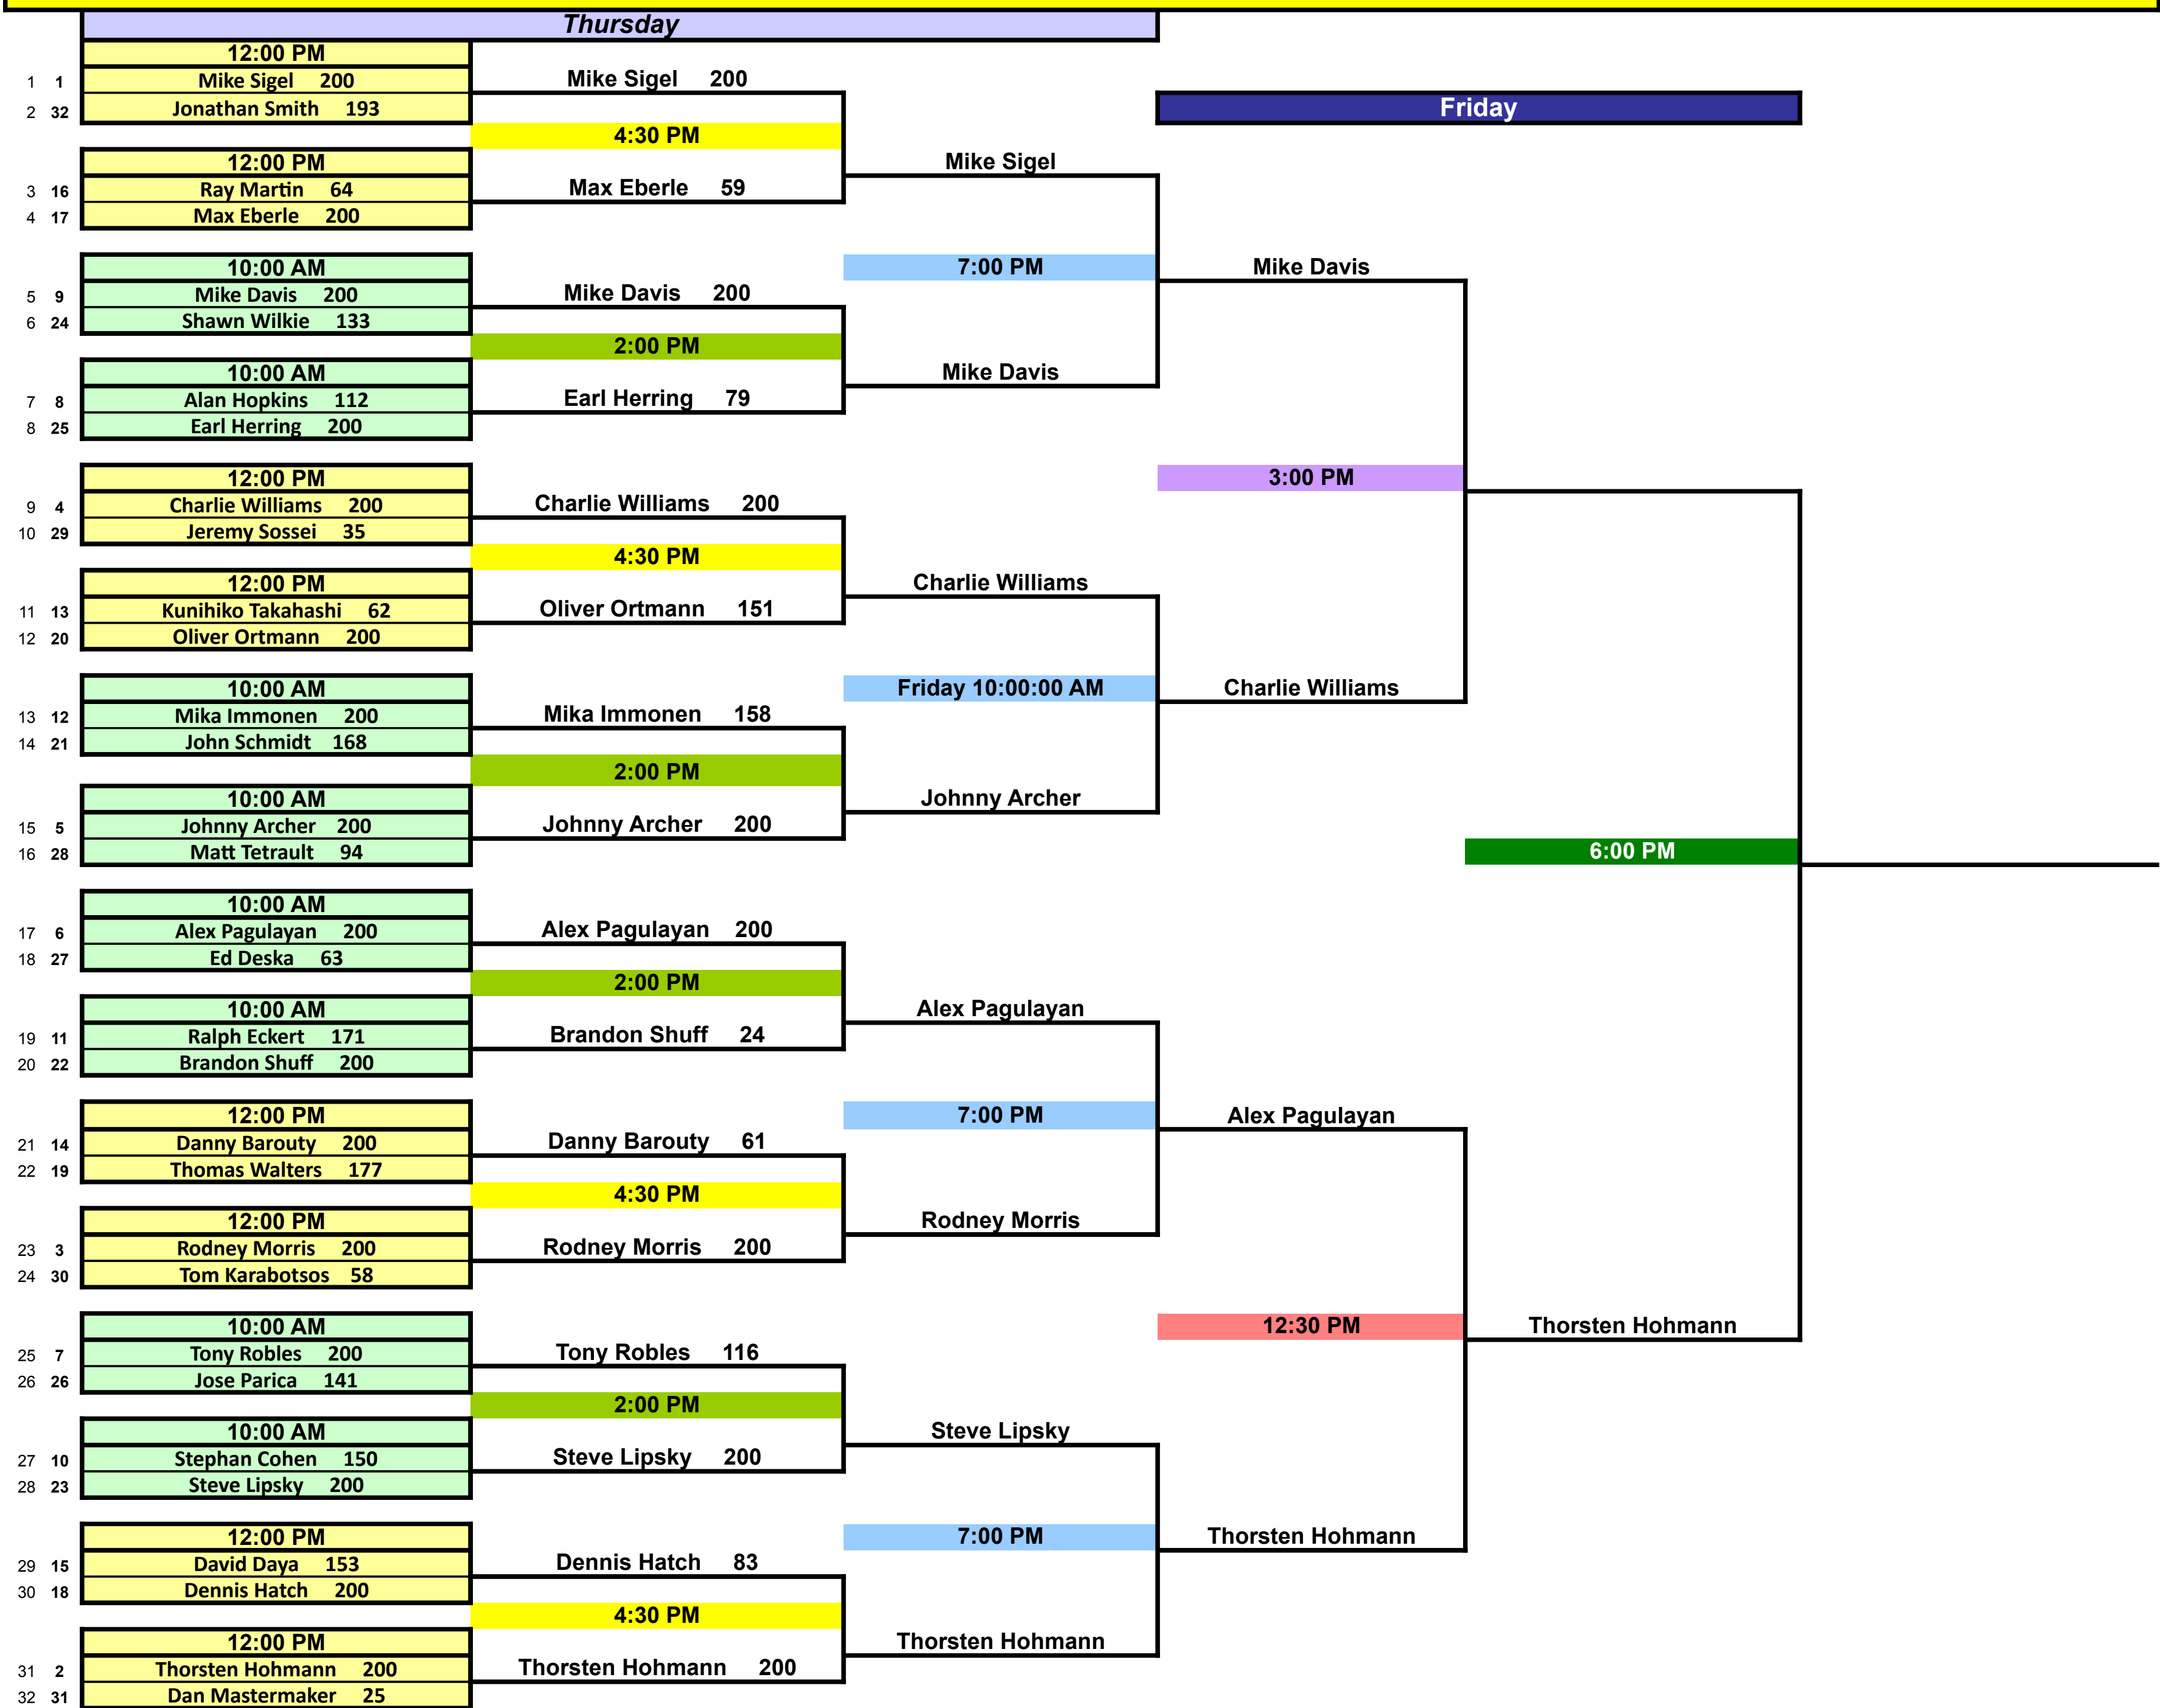 Thursday
12:00 PM
1 1 Mike Sigel 200
Mike Sigel 200
2 32 Jonathan Smith 193
Friday
4:30 PM
12:00 PM
Mike Sigel
3 16 Ray Martin 64
Max Eberle 59
4 17 Max Eberle 200
10:00 AM
7:00 PM
Mike Davis
5 9 Mike Davis 200
Mike Davis 200
6 24 Shawn Wilkie 133
2:00 PM
10:00 AM
Mike Davis
7 8 Alan Hopkins 112
Earl Herring 79
8 25 Earl Herring 200
12:00 PM
3:00 PM
9 4 Charlie Williams 200
Charlie Williams 200
10 29 Jeremy Sossei 35
4:30 PM
12:00 PM
Charlie Williams
11 13 Kunihiko Takahashi 62
Oliver Ortmann 151
12 20 Oliver Ortmann 200
10:00 AM
Friday 10:00:00 AM
Charlie Williams
13 12 Mika Immonen 200
Mika Immonen 158
14 21 John Schmidt 168
2:00 PM
10:00 AM
Johnny Archer
15 5 Johnny Archer 200
Johnny Archer 200
16 28 Matt Tetrault 94
6:00 PM
10:00 AM
17 6 Alex Pagulayan 200
Alex Pagulayan 200
18 27 Ed Deska 63
2:00 PM
10:00 AM
Alex Pagulayan
19 11 Ralph Eckert 171
Brandon Shuff 24
20 22 Brandon Shuff 200
12:00 PM
7:00 PM
Alex Pagulayan
21 14 Danny Barouty 200
Danny Barouty 61
22 19 Thomas Walters 177
4:30 PM
12:00 PM
Rodney Morris
23 3 Rodney Morris 200
Rodney Morris 200
24 30 Tom Karabotsos 58
10:00 AM
12:30 PM
Thorsten Hohmann
25 7 Tony Robles 200
Tony Robles 116
26 26 Jose Parica 141
2:00 PM
10:00 AM
Steve Lipsky
27 10 Stephan Cohen 150
Steve Lipsky 200
28 23 Steve Lipsky 200
12:00 PM
7:00 PM
Thorsten Hohmann
29 15 David Daya 153
Dennis Hatch 83
30 18 Dennis Hatch 200
4:30 PM
12:00 PM
Thorsten Hohmann
31 2 Thorsten Hohmann 200
Thorsten Hohmann 200
32 31 Dan Mastermaker 25